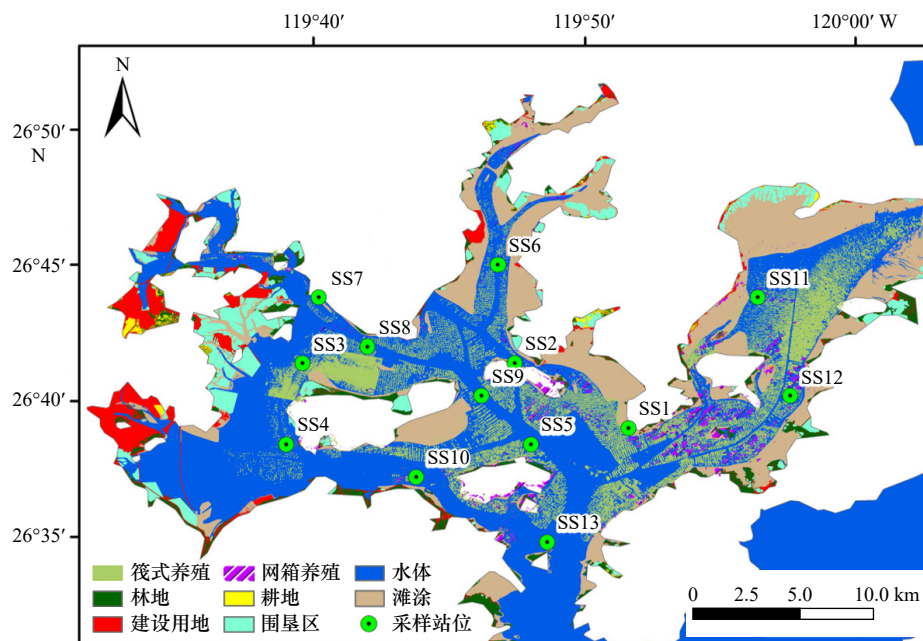 119°40′ 119°50′ 120°00′ W
N
26°50′
N
26°45′
26°40′
26°35′
SS6
SS7
SS11
SS8
SS2
SS3
SS9
SS12
SS1
SS4
SS5
SS10
SS13
筏式养殖 网箱养殖 水体
林地 耕地 滩涂
建设用地 围垦区 采样站位
0 2.5 5.0 10.0 km